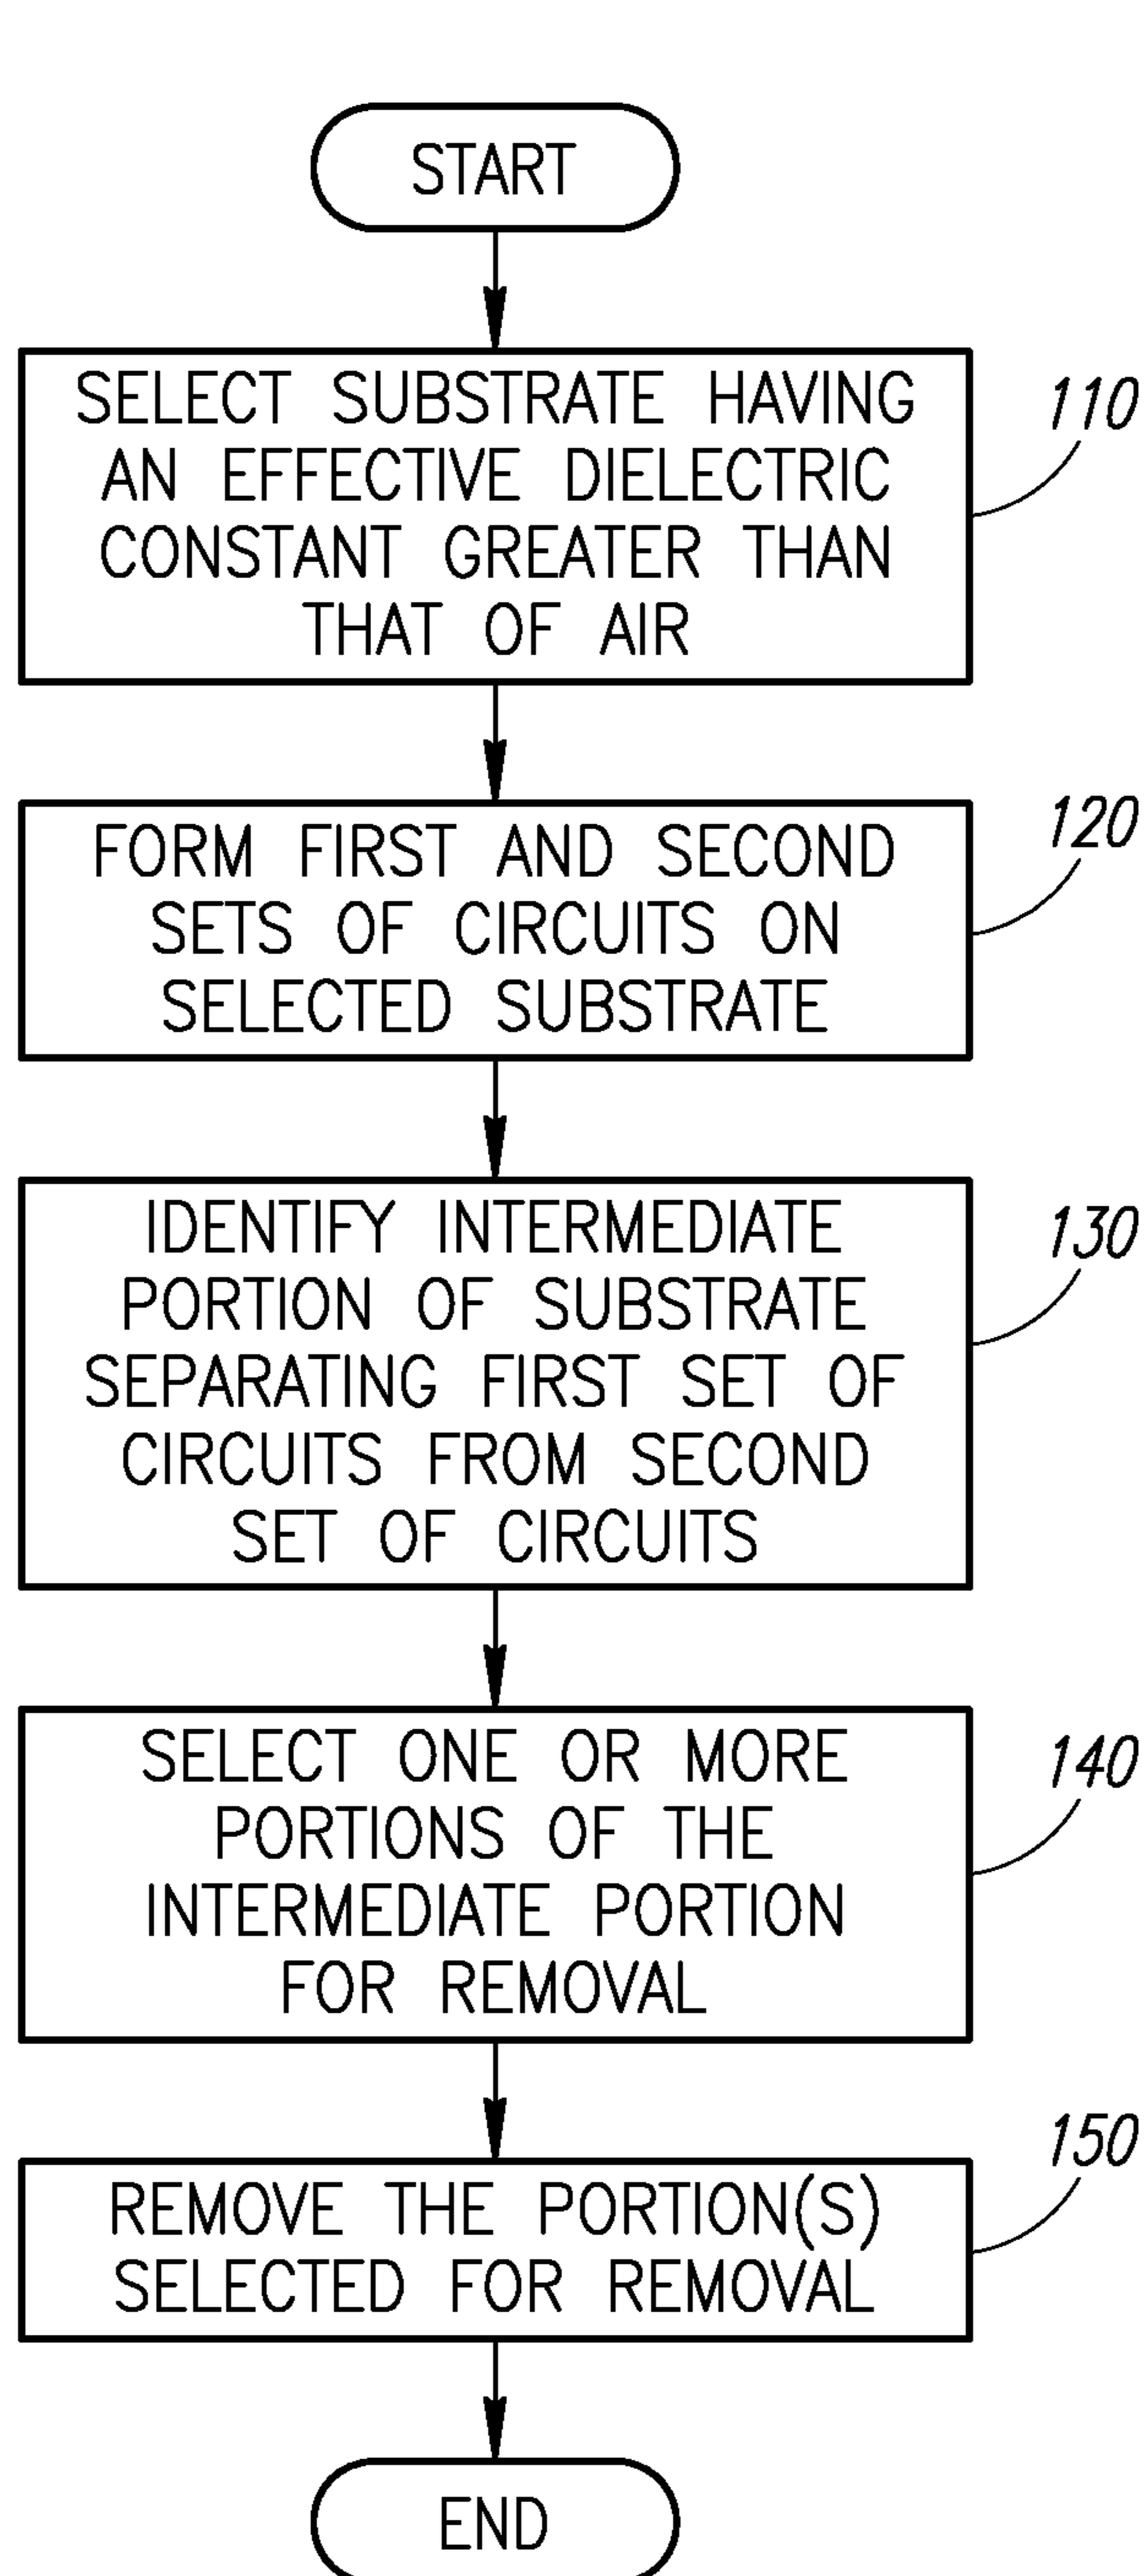 START
SELECT SUBSTRATE HAVING
AN EFFECTIVE DIELECTRIC
CONSTANT GREATER THAN
THAT OF AIR
110
FORM FIRST AND SECOND
SETS OF CIRCUITS ON
SELECTED SUBSTRATE
120
IDENTIFY INTERMEDIATE
PORTION OF SUBSTRATE
SEPARATING FIRST SET OF
CIRCUITS FROM SECOND
SET OF CIRCUITS
130
SELECT ONE OR MORE
PORTIONS OF THE
INTERMEDIATE PORTION
FOR REMOVAL
140
REMOVE THE PORTION(S)
SELECTED FOR REMOVAL
150
END